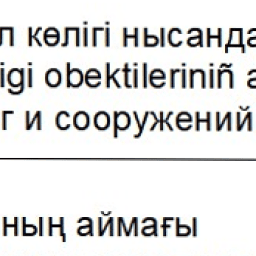 л көлігі нысанда
igi obektileriniñ a
г и сооружений
ның аймағы